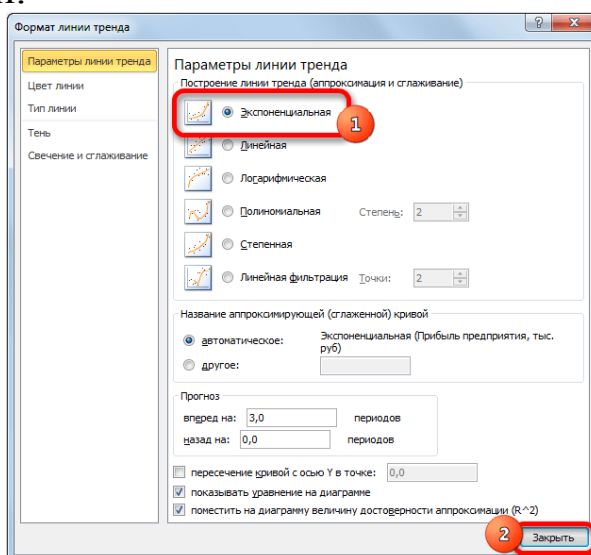 Формат линии тренда
Параметры линии тренда
Цвет линии
Тип линии
Тень
Свечение и сглаживание
Параметры линии тренда
Построение линии тренда (аппроксимация и сглаживание)
Экспоненциальная
1
Линейная
Логарифмическая
Полиномиальная Степень: 2
Степенная
Линейная фильтрация Точки: 2
Название аппроксимирующей (сглаженной) кривой
автоматическое: Экспоненциальная (Прибыль предприятия, тыс.
руб)
другое:
Прогноз
вперед на: 3,0 периодов
назад на: 0,0 периодов
пересечение кривой с осью Y в точке: 0,0
показывать уравнение на диаграмме
поместить на диаграмму величину достоверности аппроксимации (R^2)
2 Закрыть